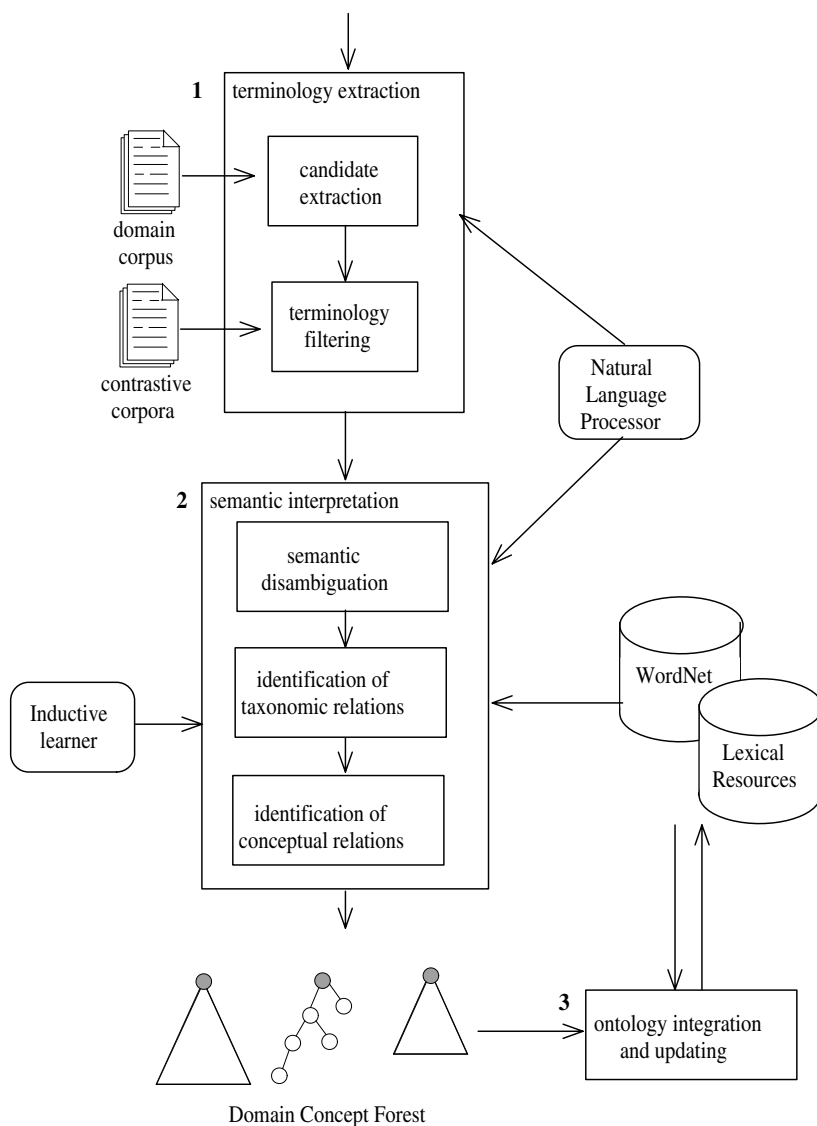 1 terminology extraction
candidate
extraction
domain
corpus
terminology
filtering
contrastive
corpora
Natural
Language
Processor
2 semantic interpretation
semantic
disambiguation
WordNet
identification of
taxonomic relations
Inductive
learner
Lexical
Resources
identification of
conceptual relations
3
ontology integration
and updating
Domain Concept Forest